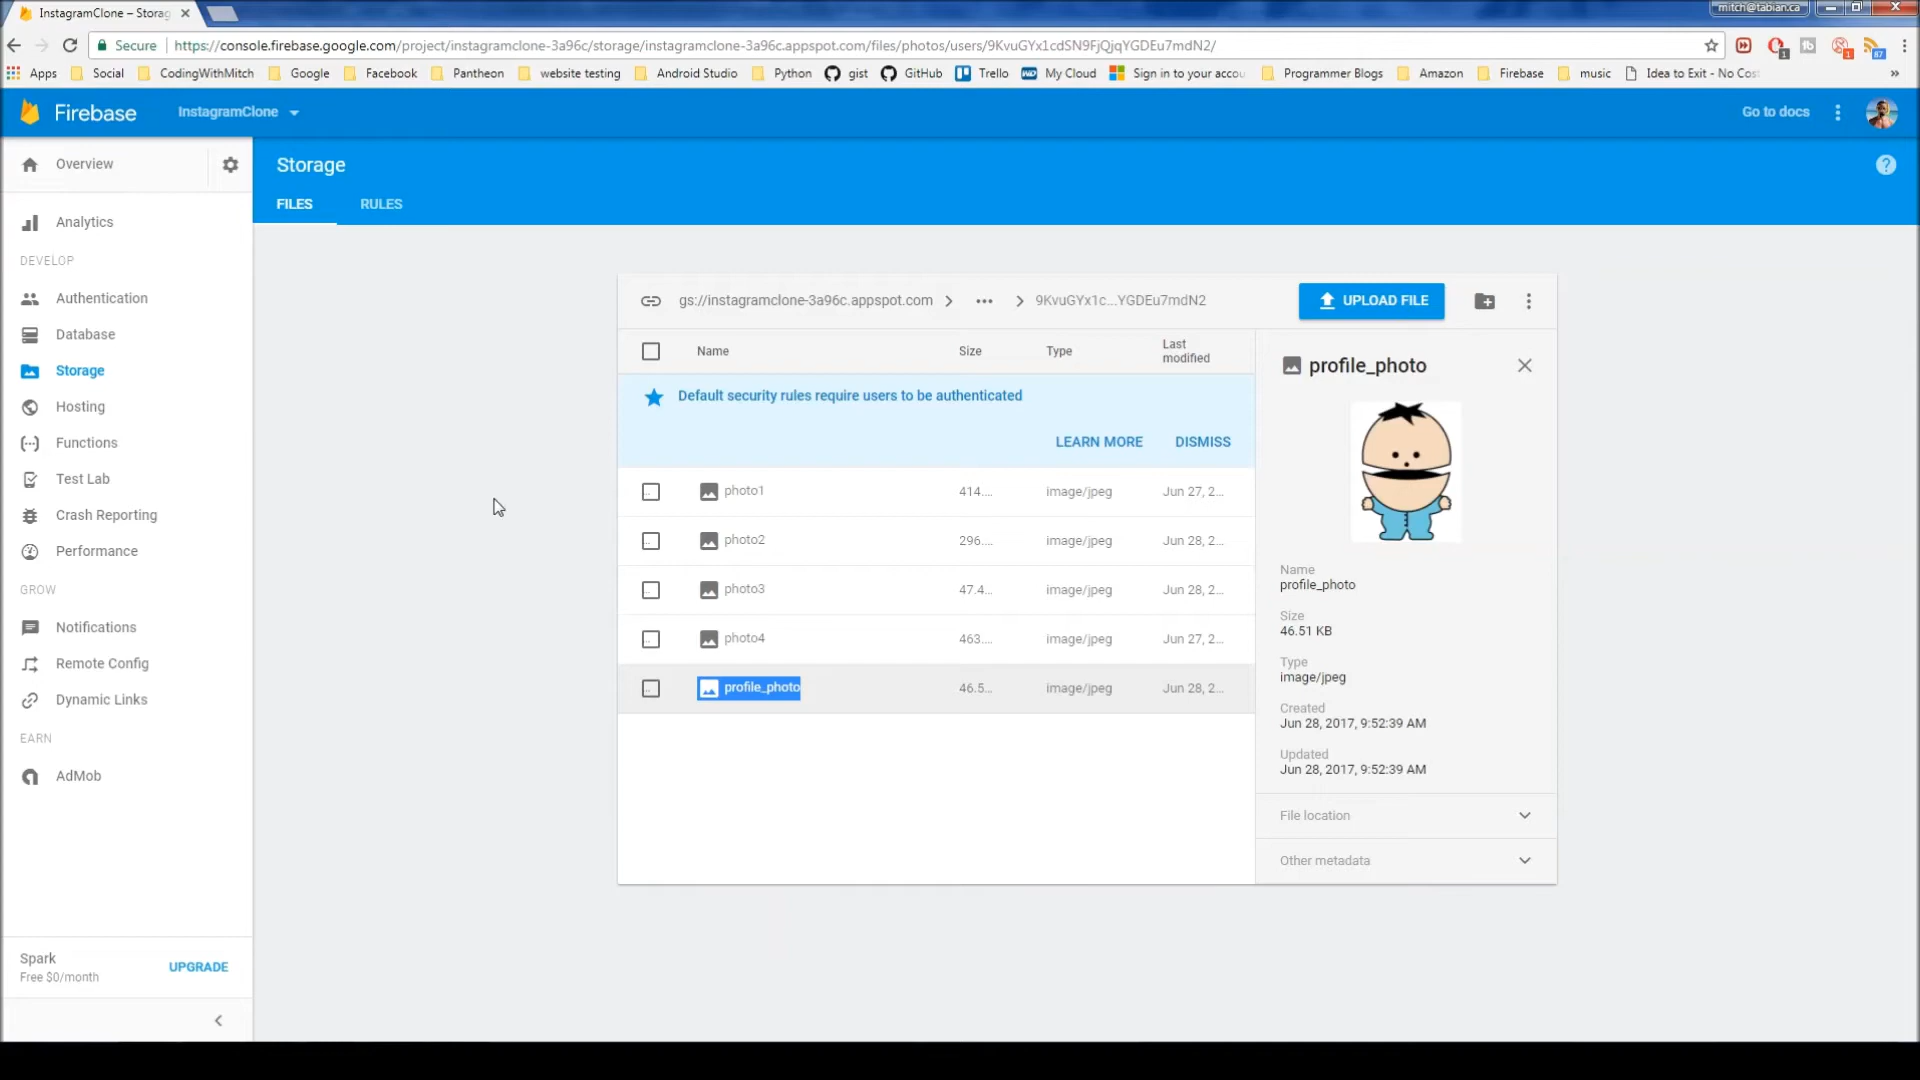 InstagramClone – Storag
mitch@tabian.ca
Secure
https://console.firebase.google.com/project/instagramclone-3a96c/storage/instagramclone-3a96c.appspot.com/files/photos/users/9KvuGYx1cdSN9FjQjqYGDEu7mdN2/
Apps
Social
CodingWithMitch
Google
Facebook
Pantheon
website testing
Android Studio
Python
gist
GitHub
Trello
My Cloud
Sign in to your accou
Programmer Blogs
Amazon
Firebase
music
Idea to Exit - No Cos
»
Firebase
InstagramClone
Go to docs
Overview
Storage
FILES
RULES
Analytics
DEVELOP
Authentication
Database
Storage
Hosting
Functions
Test Lab
Crash Reporting
Performance
GROW
Notifications
Remote Config
Dynamic Links
EARN
AdMob
Spark
Free $0/month
UPGRADE
gs://instagramclone-3a96c.appspot.com
9KvuGYx1c...YGDEu7mdN2
UPLOAD FILE
Name
Size
Type
Last
modified
Default security rules require users to be authenticated
LEARN MORE
DISMISS
photo1
414....
image/jpeg
Jun 27, 2...
photo2
296....
image/jpeg
Jun 28, 2...
photo3
47.4...
image/jpeg
Jun 28, 2...
photo4
463....
image/jpeg
Jun 27, 2...
profile_photo
46.5...
image/jpeg
Jun 28, 2...
profile_photo
Name
profile_photo
Size
46.51 KB
Type
image/jpeg
Created
Jun 28, 2017, 9:52:39 AM
Updated
Jun 28, 2017, 9:52:39 AM
File location
Other metadata